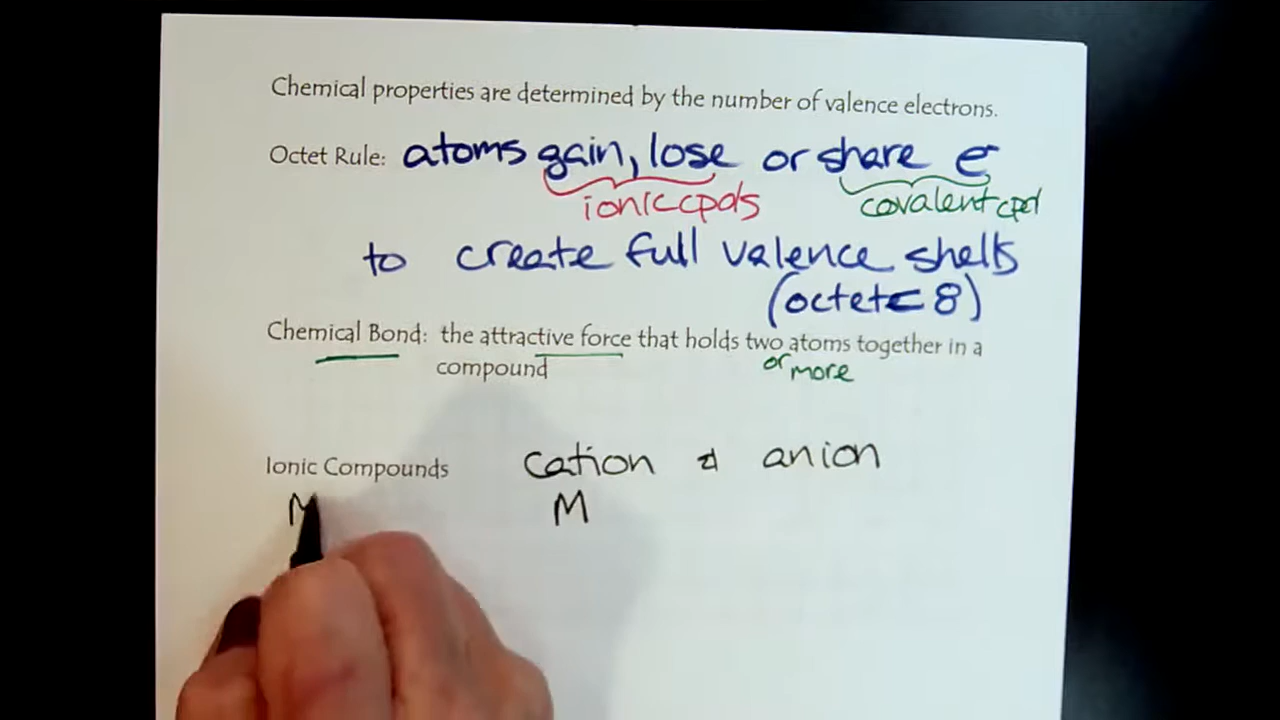 Chemical properties are determined by the number of valence electrons.
Octet Rule: atoms gain, lose or share e-
ionic cpds covalent cpd
to create full valence shells
(octet = 8)
Chemical Bond: the attractive force that holds two atoms together in a
or more
compound
Ionic Compounds cation & anion
M M